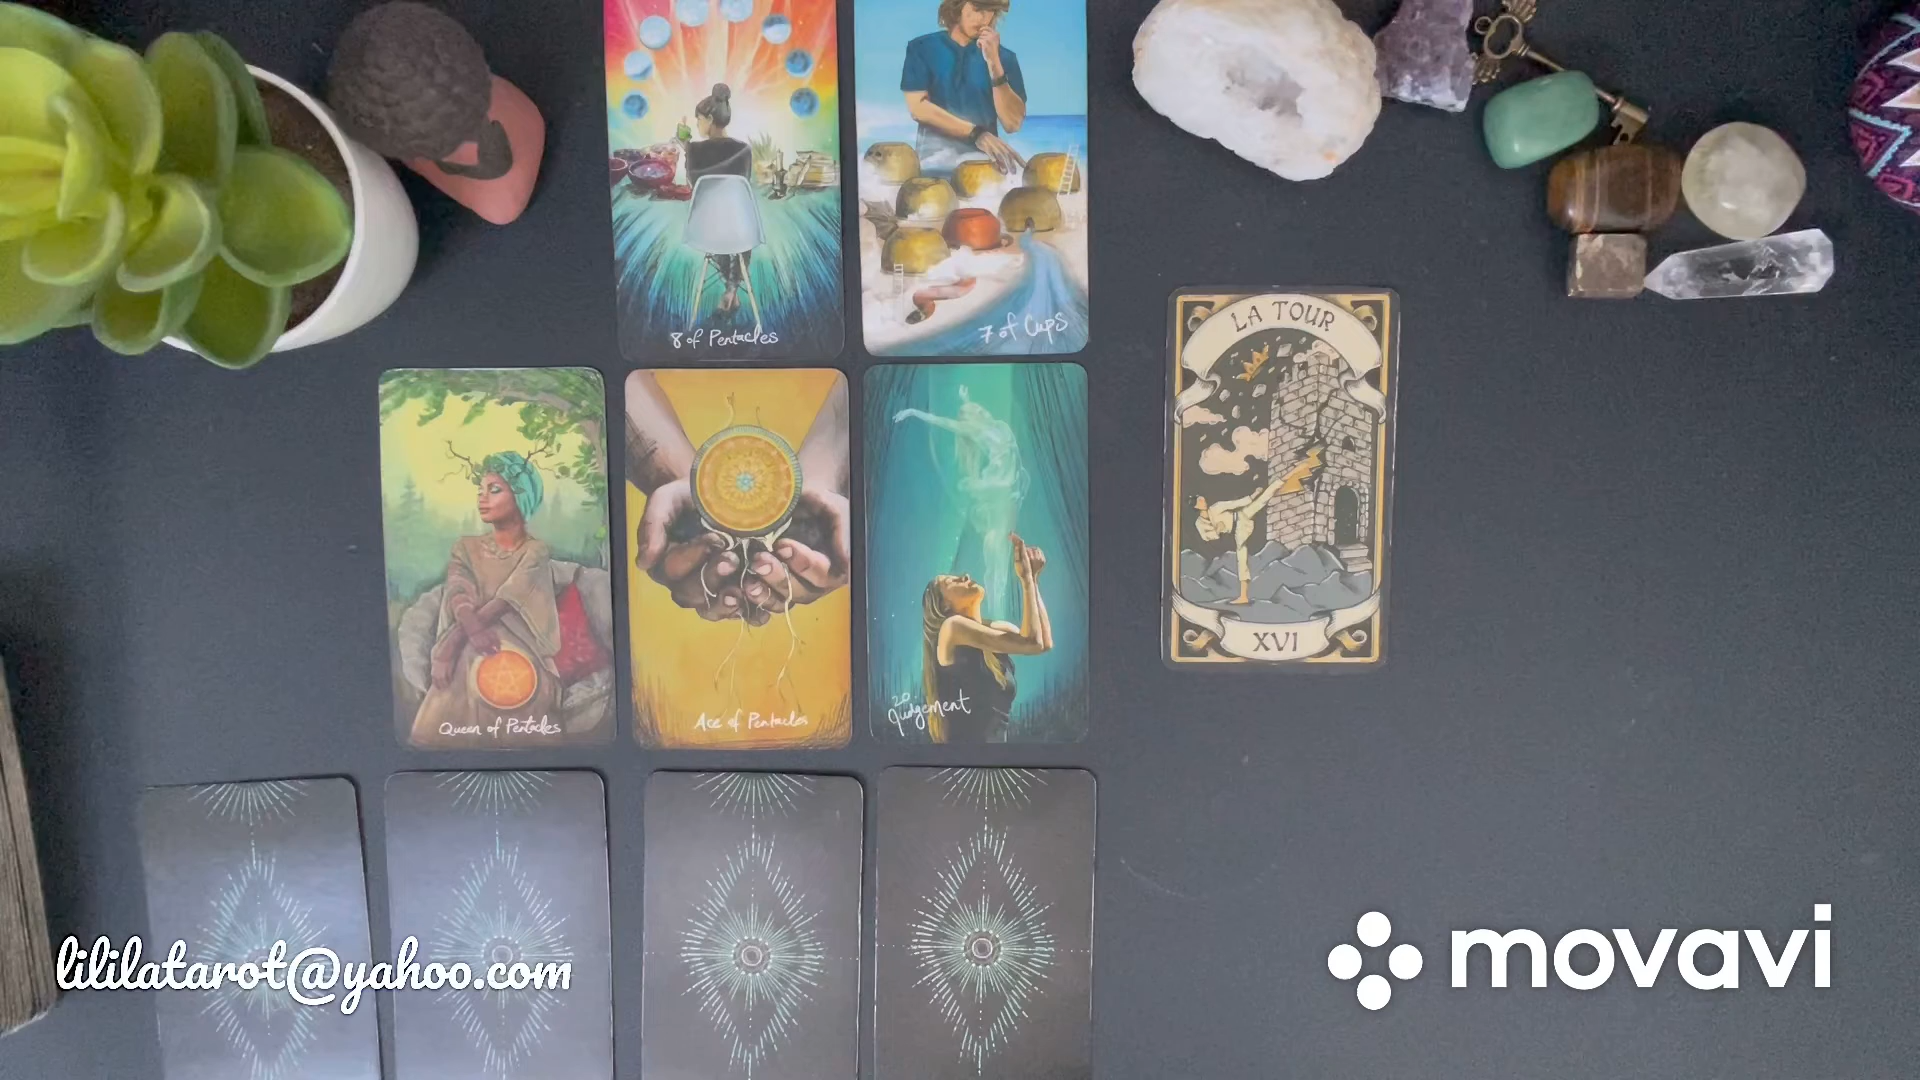 8 of Pentacles
7 of Cups
LA TOUR
XVI
Queen of Pentacles
Ace of Pentacles
20
Judgement
lililatarot@yahoo.com
movavi